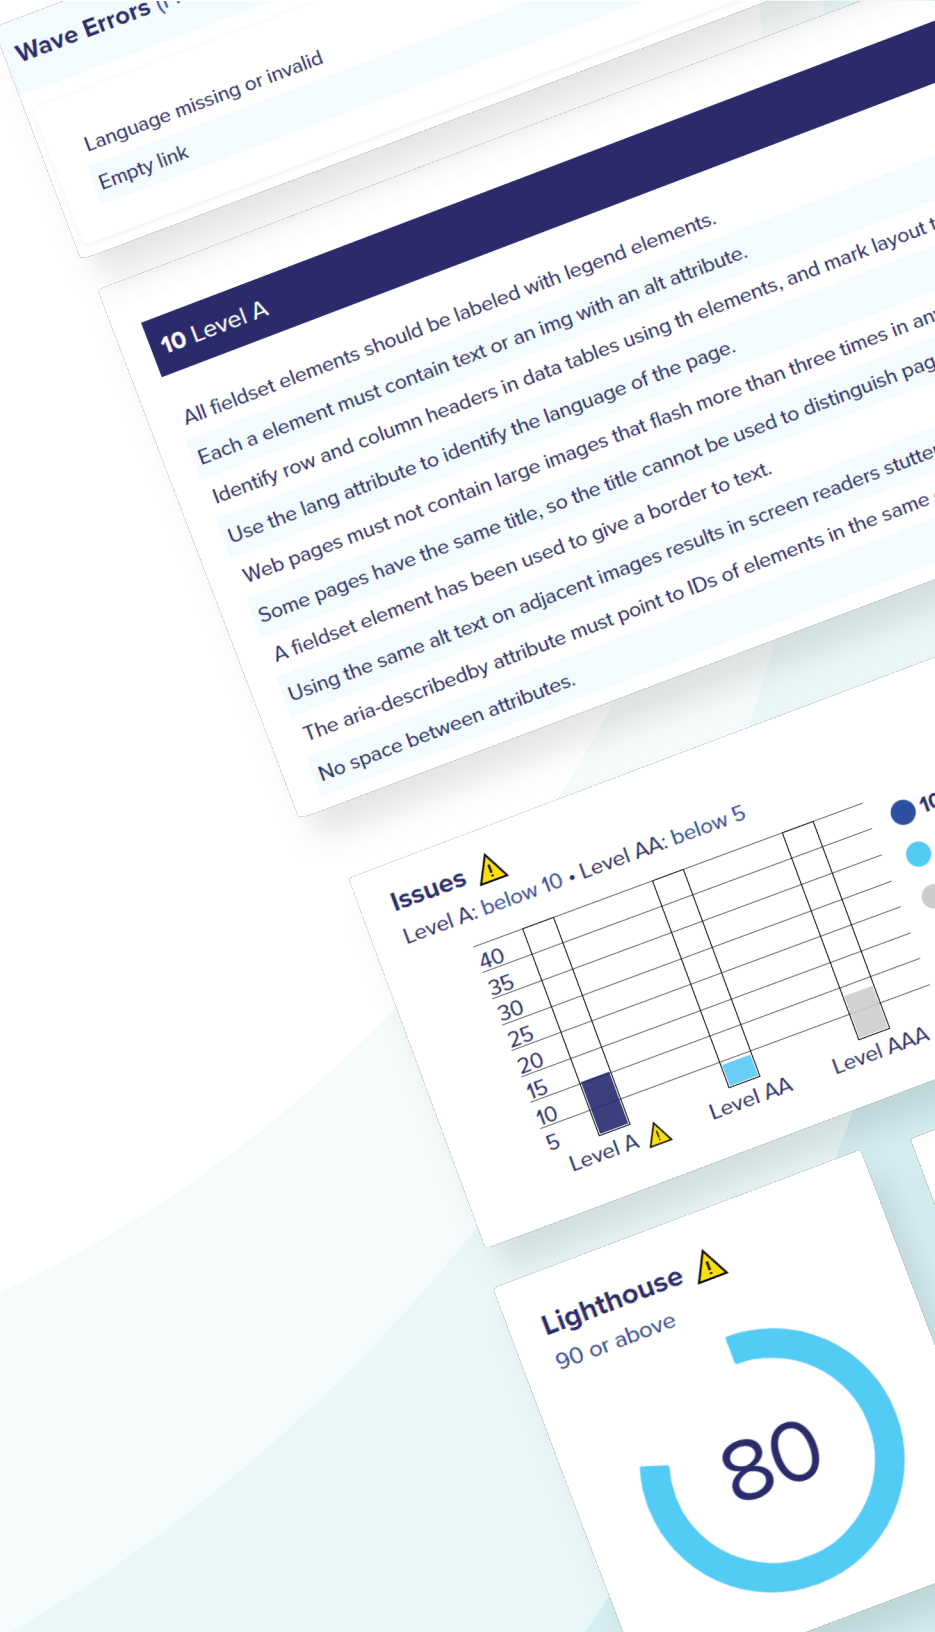 Wave Errors
Language missing or invalid
Empty link
10 Level A
All fieldset elements should be labeled with legend elements.
Each a element must contain text or an img with an alt attribute.
Identify row and column headers in data tables using th elements, and mark layout
Use the lang attribute to identify the language of the page.
Web pages must not contain large images that flash more than three times in
Some pages have the same title, so the title cannot be used to distinguish
A fieldset element has been used to give a border to text.
Using the same alt text on adjacent images results in screen readers
The aria-describedby attribute must point to IDs of elements in the same
No space between attributes.
Issues
Level A: below 10 • Level AA: below 5
40
35
30
25
20
15
10
5
Level A
Level AA
Level AAA
10
Lighthouse
90 or above
80